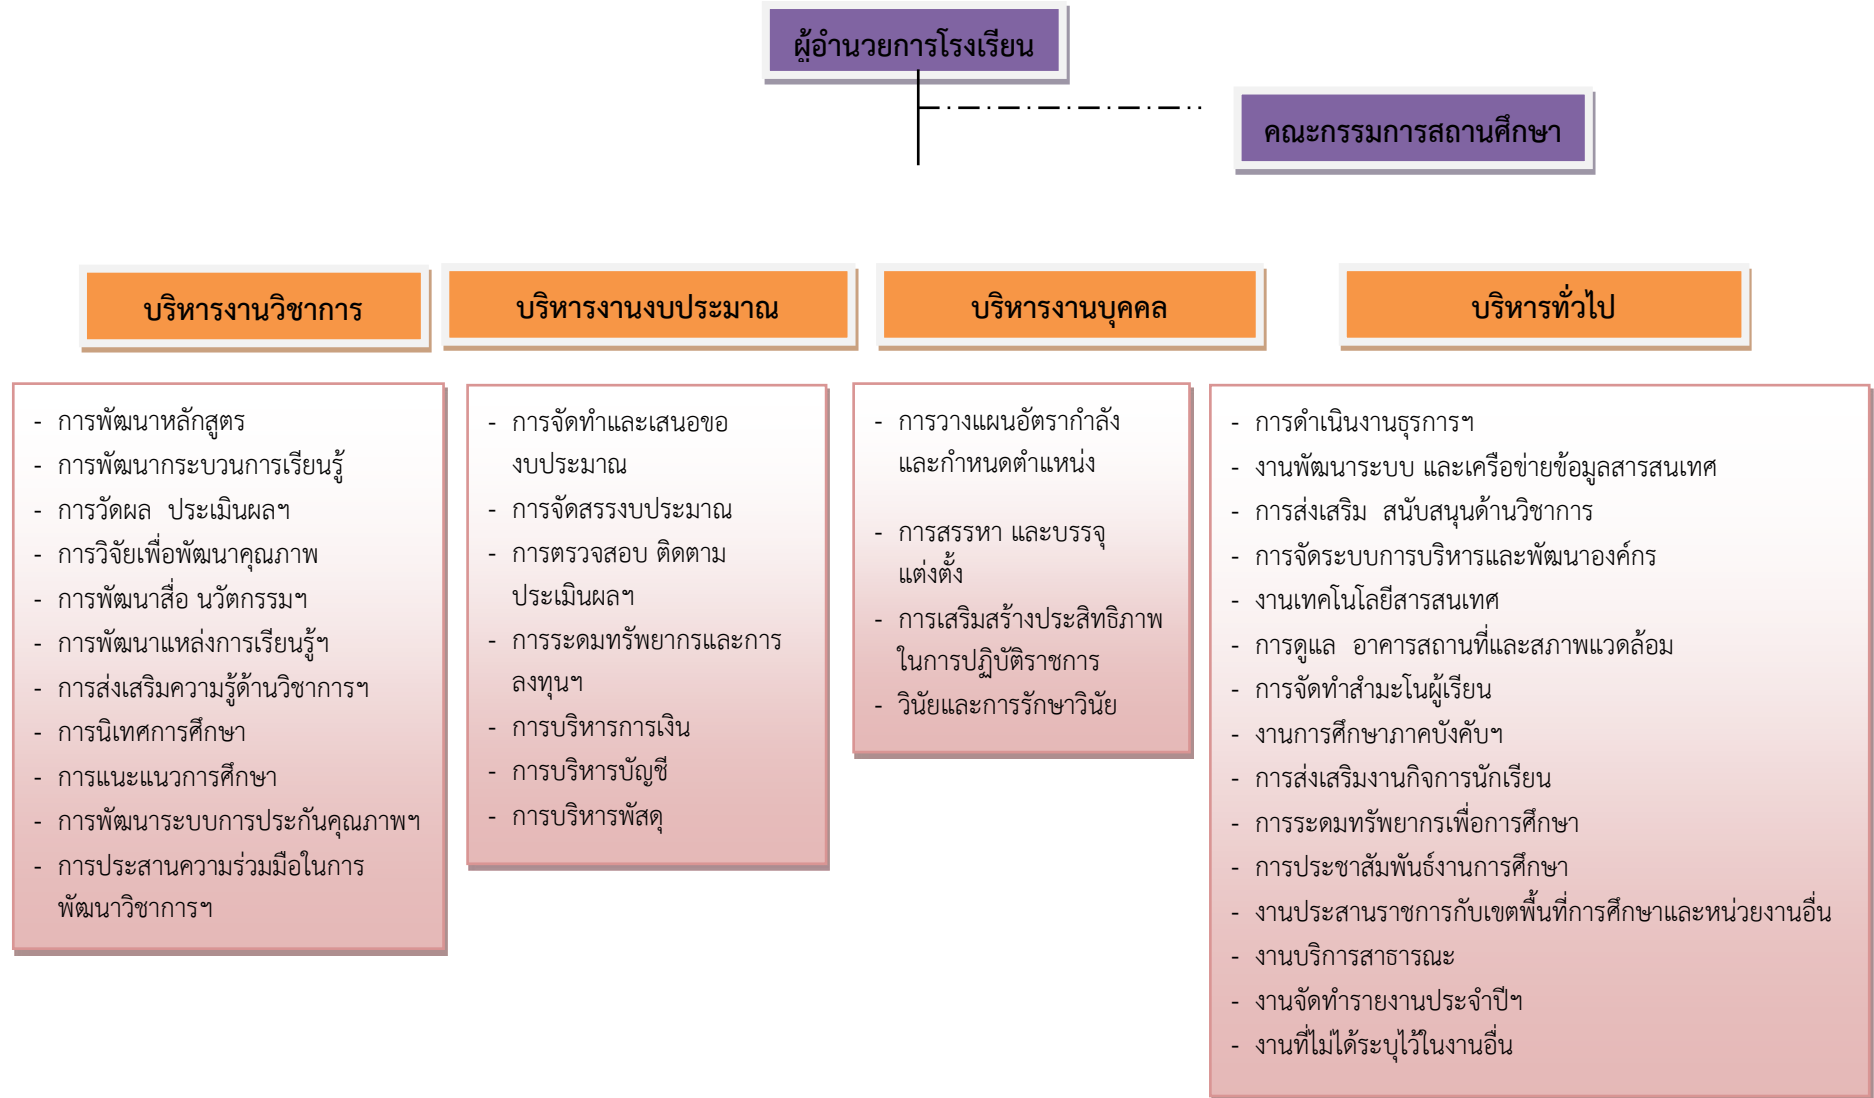 ผู้อำนวยการโรงเรียน
คณะกรรมการสถานศึกษา
บริหารงานวิชาการ
- การพัฒนาหลักสูตร
- การพัฒนากระบวนการเรียนรู้
- การวัดผล ประเมินผลฯ
- การวิจัยเพื่อพัฒนาคุณภาพ
- การพัฒนาสื่อ นวัตกรรมฯ
- การพัฒนาแหล่งการเรียนรู้ฯ
- การส่งเสริมความรู้ด้านวิชาการฯ
- การนิเทศการศึกษา
- การแนะแนวการศึกษา
- การพัฒนาระบบการประกันคุณภาพฯ
- การประสานความร่วมมือในการ
พัฒนาวิชาการฯ
บริหารงานงบประมาณ
- การจัดทำและเสนอขอ
งบประมาณ
- การจัดสรรงบประมาณ
- การตรวจสอบ ติดตาม
ประเมินผลฯ
- การระดมทรัพยากรและการ
ลงทุนฯ
- การบริหารการเงิน
- การบริหารบัญชี
- การบริหารพัสดุ
บริหารงานบุคคล
- การวางแผนอัตรากำลัง
และกำหนดตำแหน่ง
- การสรรหา และบรรจุ
แต่งตั้ง
- การเสริมสร้างประสิทธิภาพ
ในการปฏิบัติราชการ
- วินัยและการรักษาวินัย
บริหารทั่วไป
- การดำเนินงานธุรการฯ
- งานพัฒนาระบบ และเครือข่ายข้อมูลสารสนเทศ
- การส่งเสริม สนับสนุนด้านวิชาการ
- การจัดระบบการบริหารและพัฒนาองค์กร
- งานเทคโนโลยีสารสนเทศ
- การดูแล อาคารสถานที่และสภาพแวดล้อม
- การจัดทำสำมะโนผู้เรียน
- งานการศึกษาภาคบังคับฯ
- การส่งเสริมงานกิจการนักเรียน
- การระดมทรัพยากรเพื่อการศึกษา
- การประชาสัมพันธ์งานการศึกษา
- งานประสานราชการกับเขตพื้นที่การศึกษาและหน่วยงานอื่น
- งานบริการสาธารณะ
- งานจัดทำรายงานประจำปีฯ
- งานที่ไม่ได้ระบุไว้ในงานอื่น